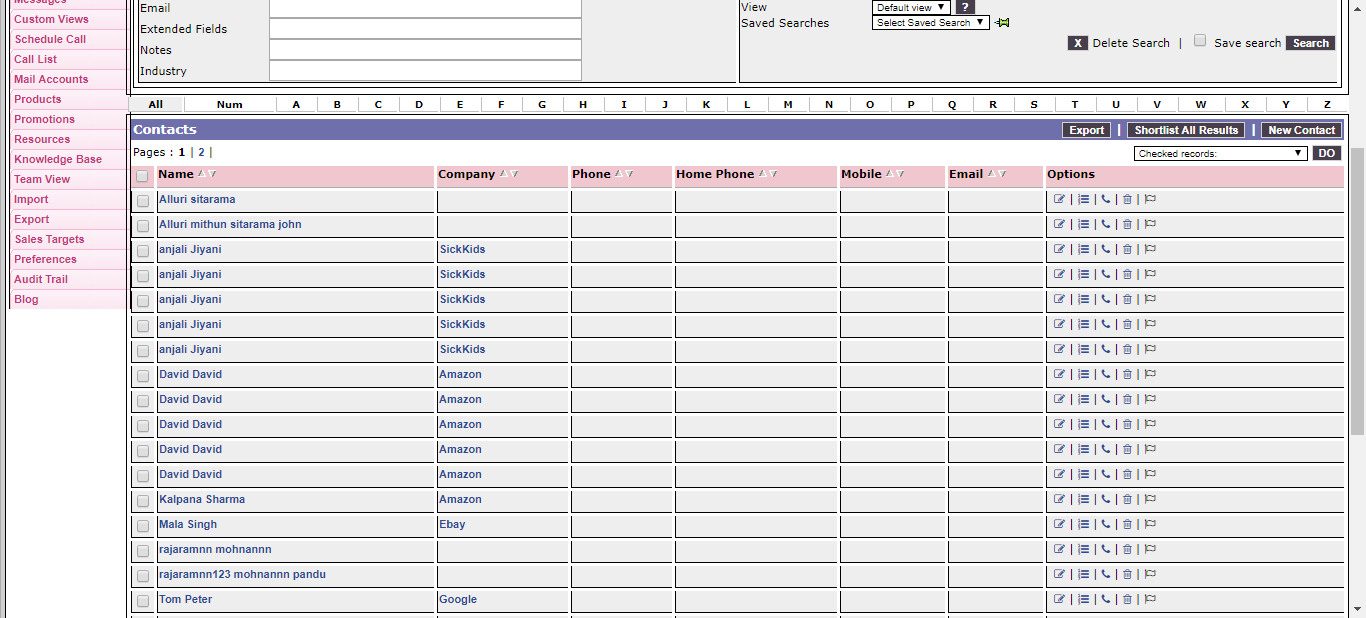 Messages
Custom Views
Schedule Call
Call List
Mail Accounts
Products
Promotions
Resources
Knowledge Base
Team View
Import
Export
Sales Targets
Preferences
Audit Trail
Blog
Email
Extended Fields
Notes
Industry
View Default view ?
Saved Searches Select Saved Search
X Delete Search | Save search Search
All Num A B C D E F G H I J K L M N O P Q R S T U V W X Y Z
Contacts Export | Shortlist All Results | New Contact
Pages : 1 | 2 | Checked records: DO
Name Company Phone Home Phone Mobile Email Options
Alluri sitarama
Alluri mithun sitarama john
anjali Jiyani SickKids
anjali Jiyani SickKids
anjali Jiyani SickKids
anjali Jiyani SickKids
anjali Jiyani SickKids
David David Amazon
David David Amazon
David David Amazon
David David Amazon
David David Amazon
Kalpana Sharma Amazon
Mala Singh Ebay
rajaramnn mohnannn
rajaramnn123 mohnannn pandu
Tom Peter Google